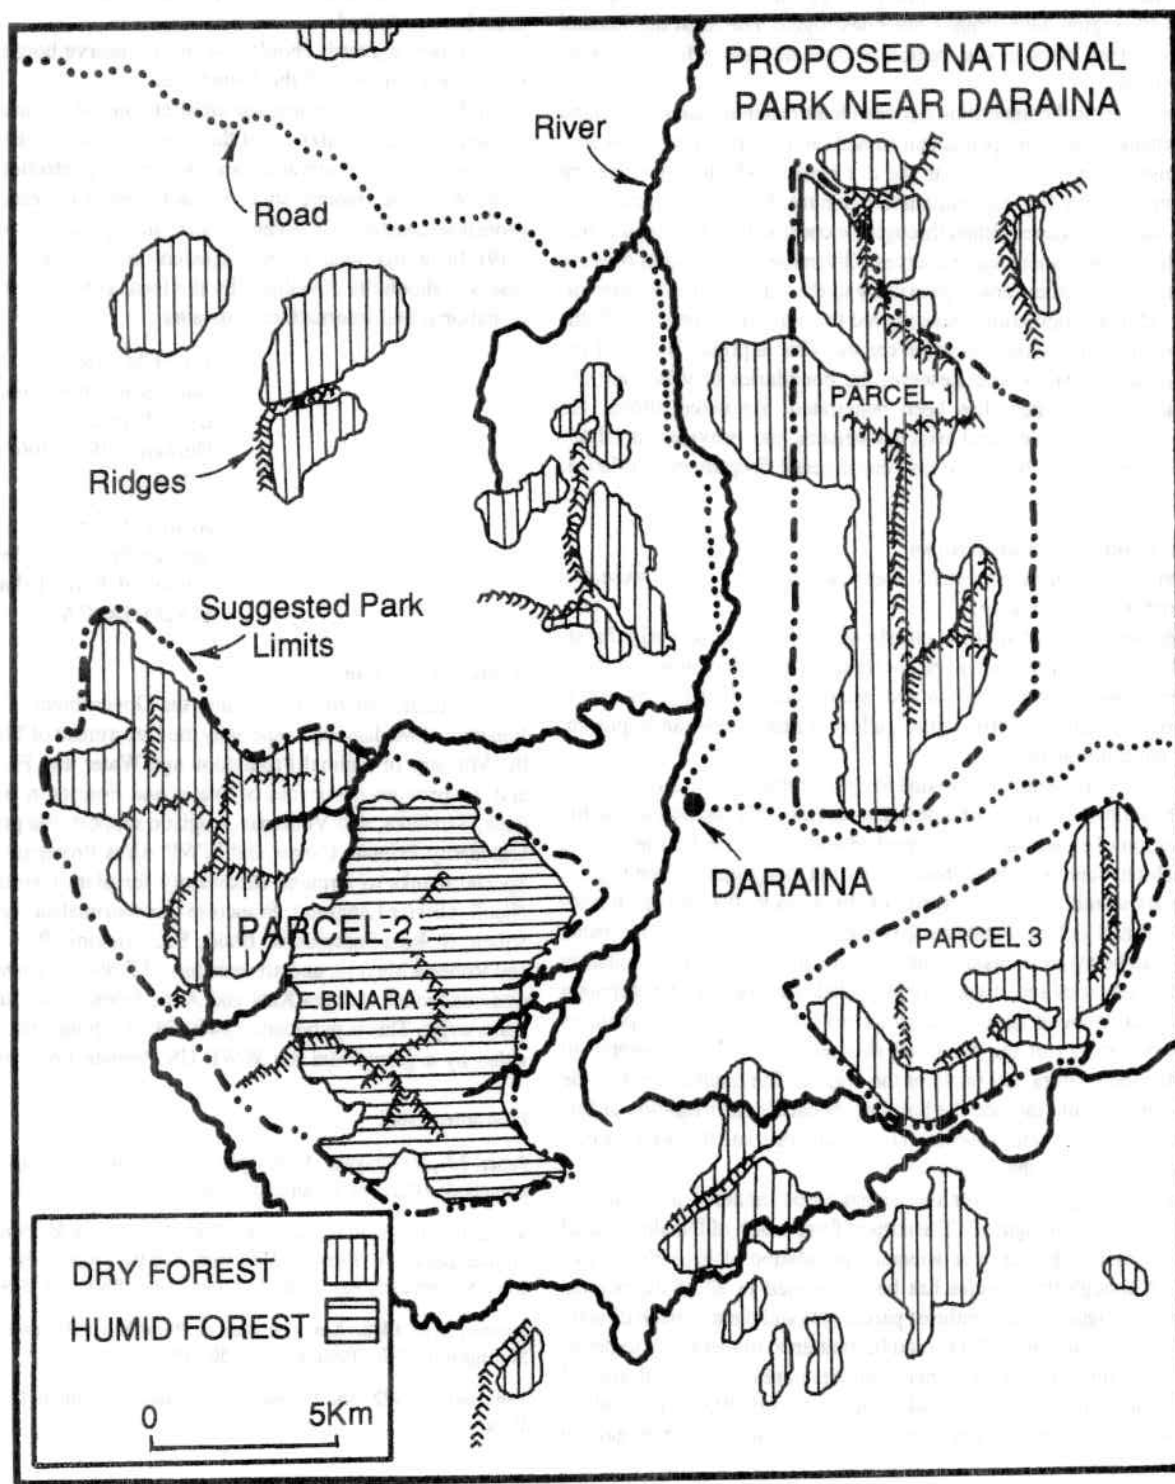 PROPOSED NATIONAL
PARK NEAR DARAINA
River
Road
PARCEL 1
Ridges
Suggested Park
Limits
DARAINA
PARCEL-2
PARCEL 3
BINARA
DRY FOREST
HUMID FOREST
0 5Km